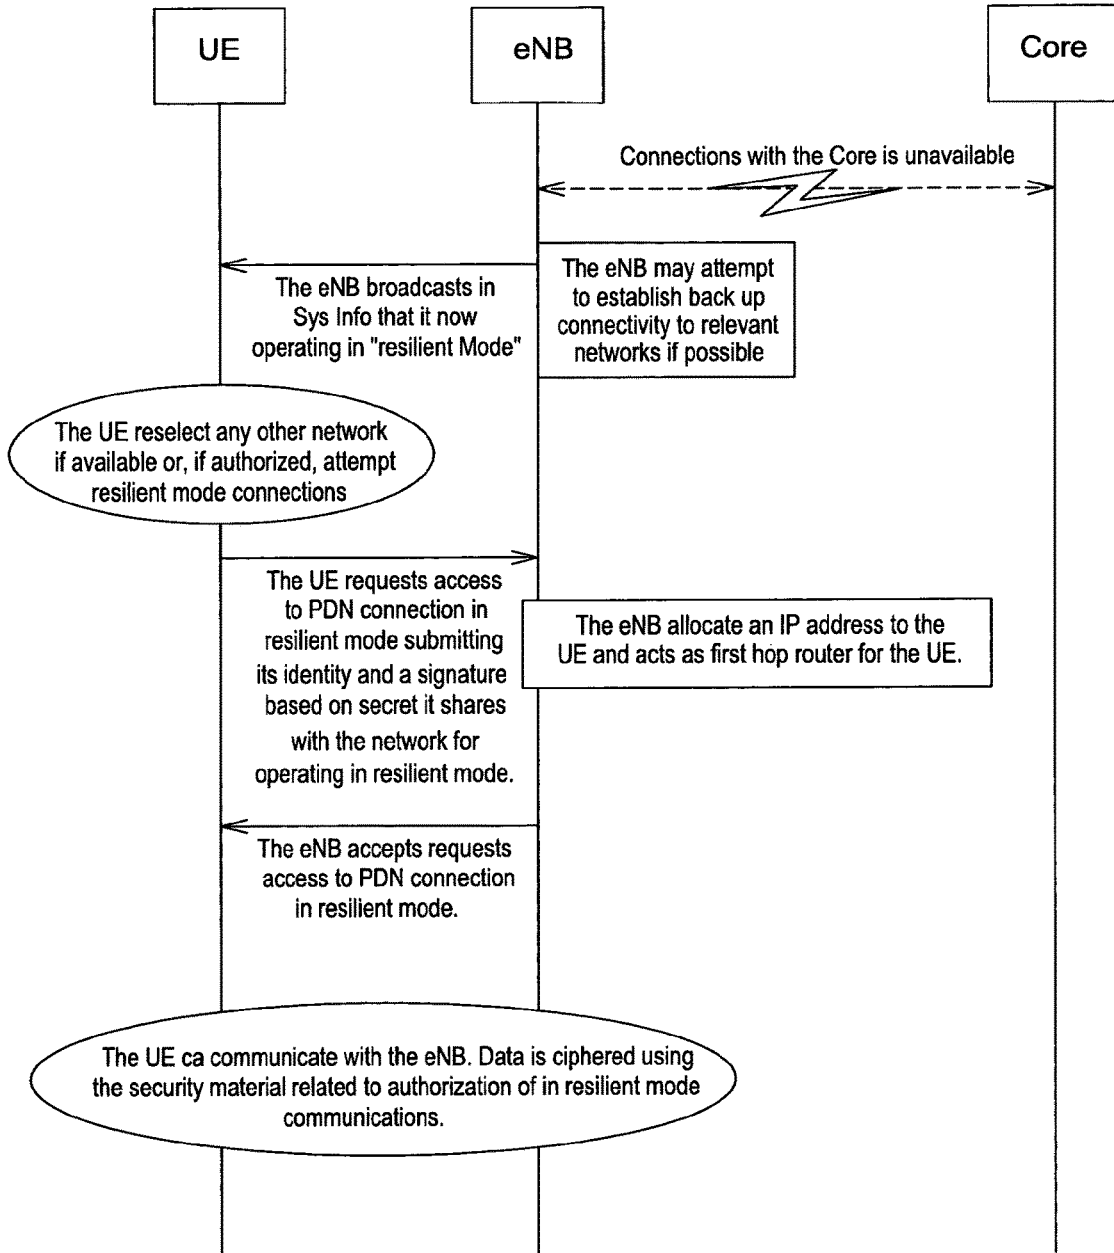 UE
eNB
Core
Connections with the Core is unavailable
The eNB broadcasts in
Sys Info that it now
operating in "resilient Mode"
The eNB may attempt
to establish back up
connectivity to relevant
networks if possible
The UE reselect any other network
if available or, if authorized, attempt
resilient mode connections
The UE requests access
to PDN connection in
resilient mode submitting
its identity and a signature
based on secret it shares
with the network for
operating in resilient mode.
The eNB allocate an IP address to the
UE and acts as first hop router for the UE.
The eNB accepts requests
access to PDN connection
in resilient mode.
The UE ca communicate with the eNB. Data is ciphered using
the security material related to authorization of in resilient mode
communications.